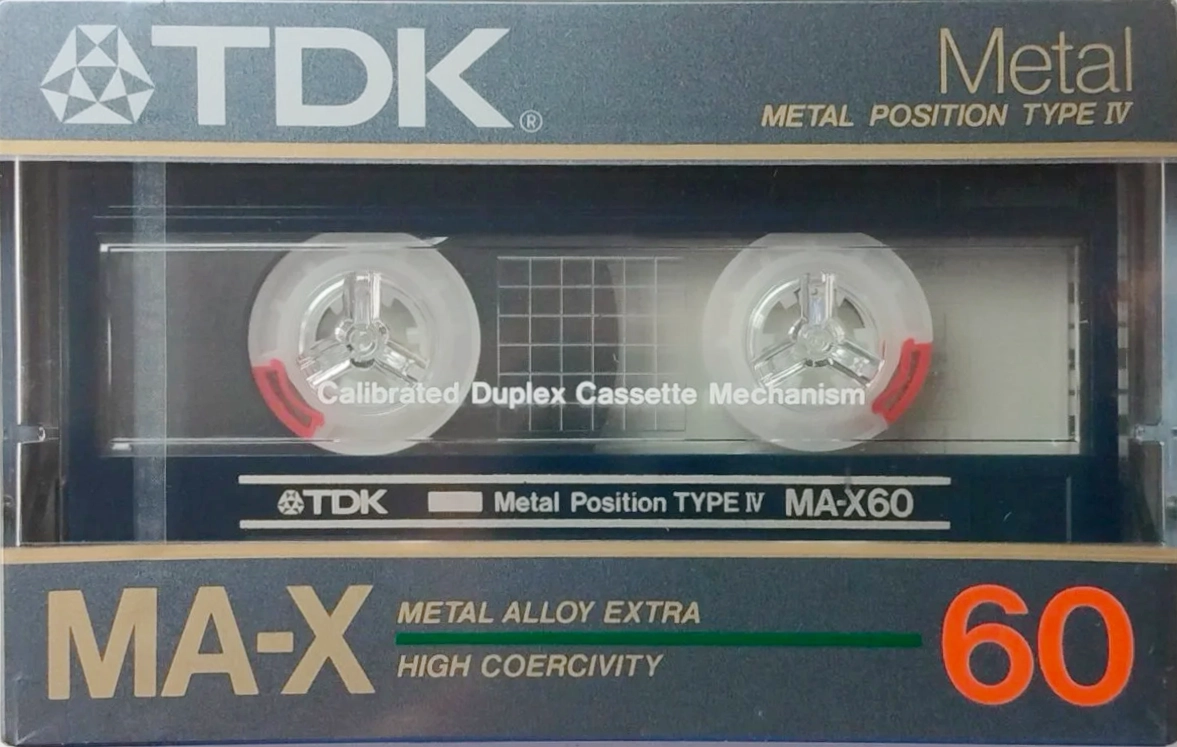 TDK®
Metal
METAL POSITION TYPE IV
Calibrated Duplex Cassette Mechanism
TDK Metal Position TYPE IV MA-X60
MA-X
METAL ALLOY EXTRA
HIGH COERCIVITY
60